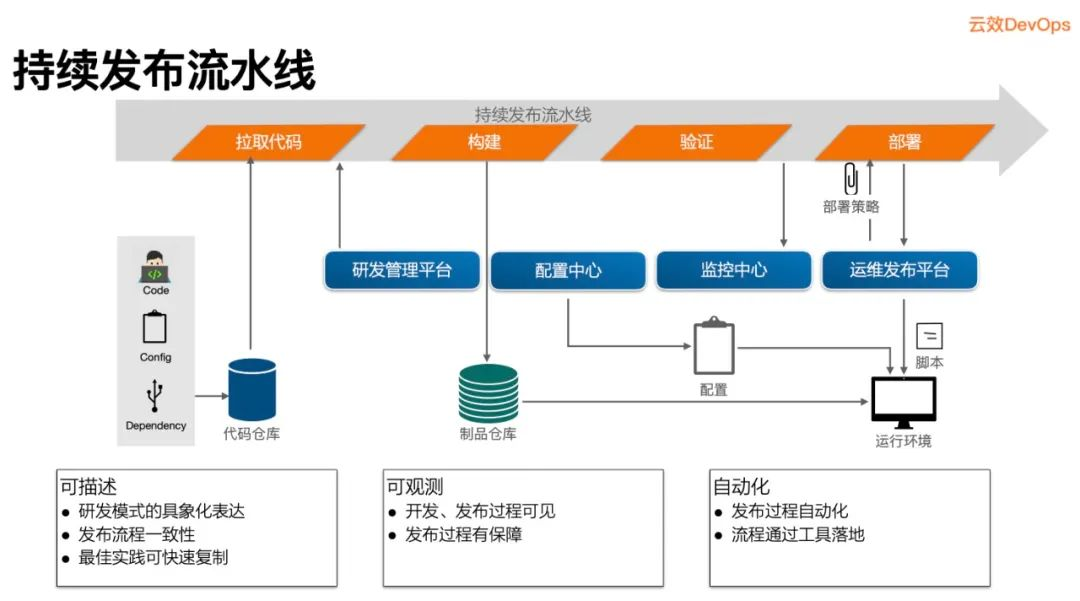 云效DevOps
持续发布流水线
持续发布流水线
拉取代码
构建
验证
部署
部署策略
研发管理平台
配置中心
监控中心
运维发布平台
Code
Config
Dependency
代码仓库
制品仓库
配置
脚本
运行环境
可描述
● 研发模式的具象化表达
● 发布流程一致性
● 最佳实践可快速复制
可观测
● 开发、发布过程可见
● 发布过程有保障
自动化
● 发布过程自动化
● 流程通过工具落地